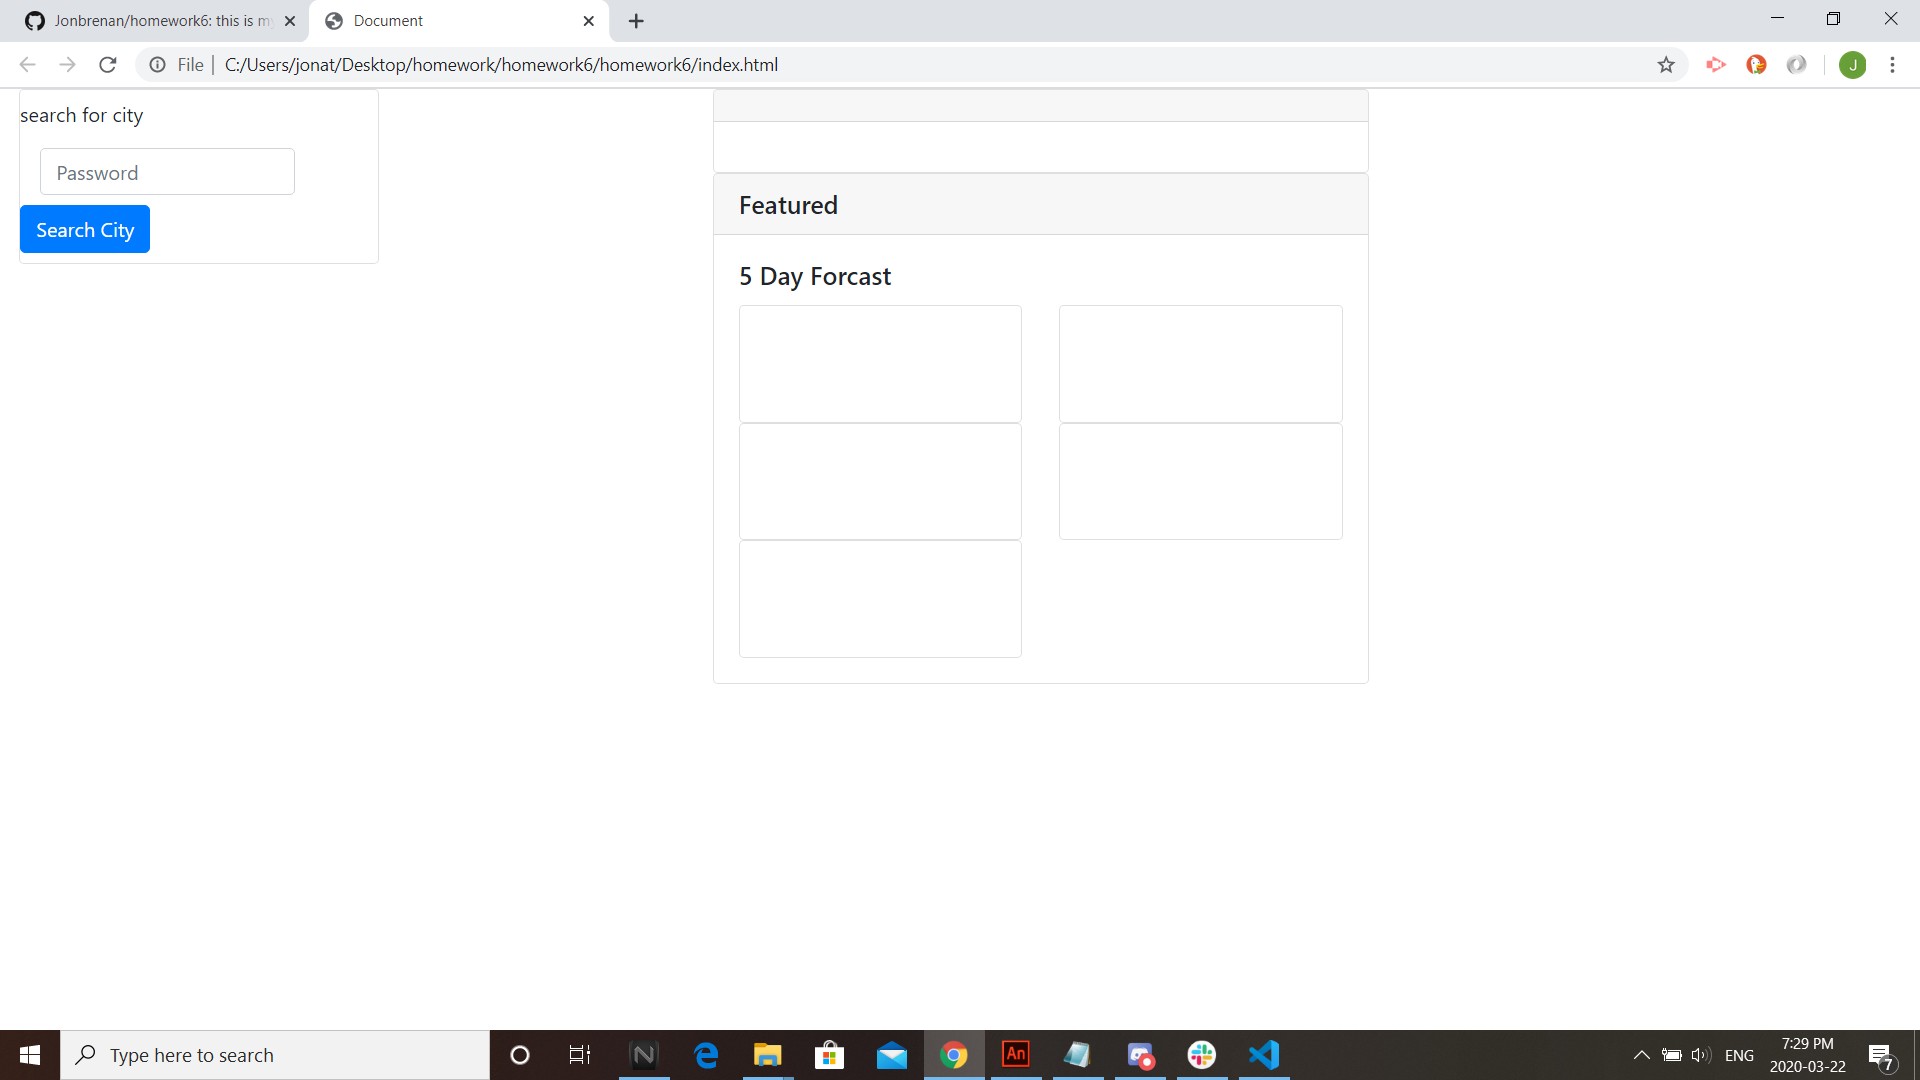 Jonbrenan/homework6: this is my
Document
File
C:/Users/jonat/Desktop/homework/homework6/homework6/index.html
J
search for city
Password
Search City
Featured
5 Day Forcast
Type here to search
N
An
ENG
7:29 PM
2020-03-22
7